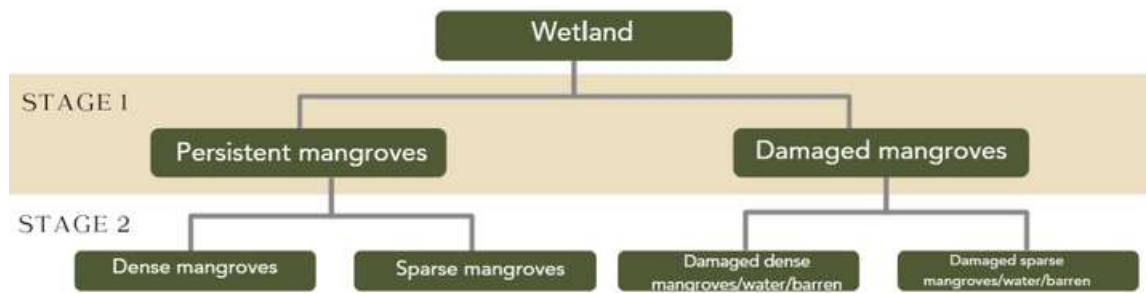 Wetland
STAGE 1
Persistent mangroves
Damaged mangroves
STAGE 2
Dense mangroves
Sparse mangroves
Damaged dense
mangroves/water/barren
Damaged sparse
mangroves/water/barren